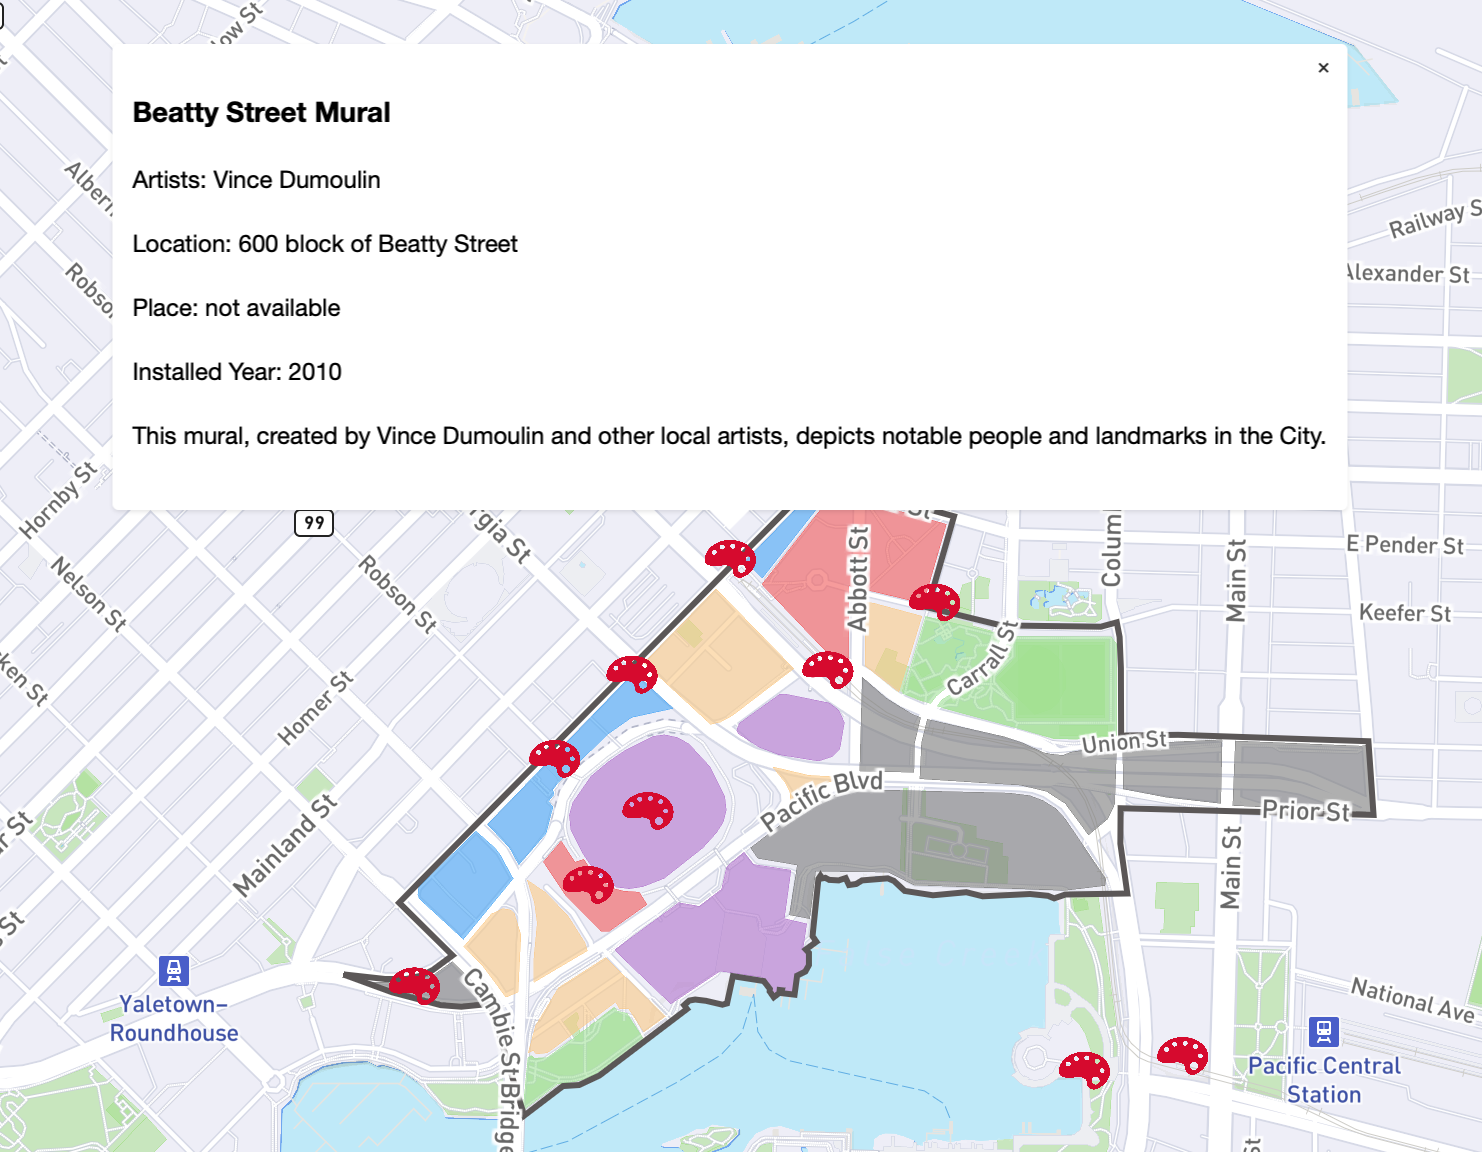 ow St
×
Beatty Street Mural
Artists: Vince Dumoulin
Location: 600 block of Beatty Street
Place: not available
Installed Year: 2010
This mural, created by Vince Dumoulin and other local artists, depicts notable people and landmarks in the City.
Albern
Robso
Railway S
Alexander St
Hornby St
99
rgia St
St
Abbott St
Colum
Main St
E Pender St
Nelson St
Robson St
Keefer St
ken St
Homer St
Carrall St
Union St
Pacific Blvd
Prior St
r St
Mainland St
Main St
St
Yaletown–
Roundhouse
Cambie St Bridge
National Ave
Pacific Central
Station
St